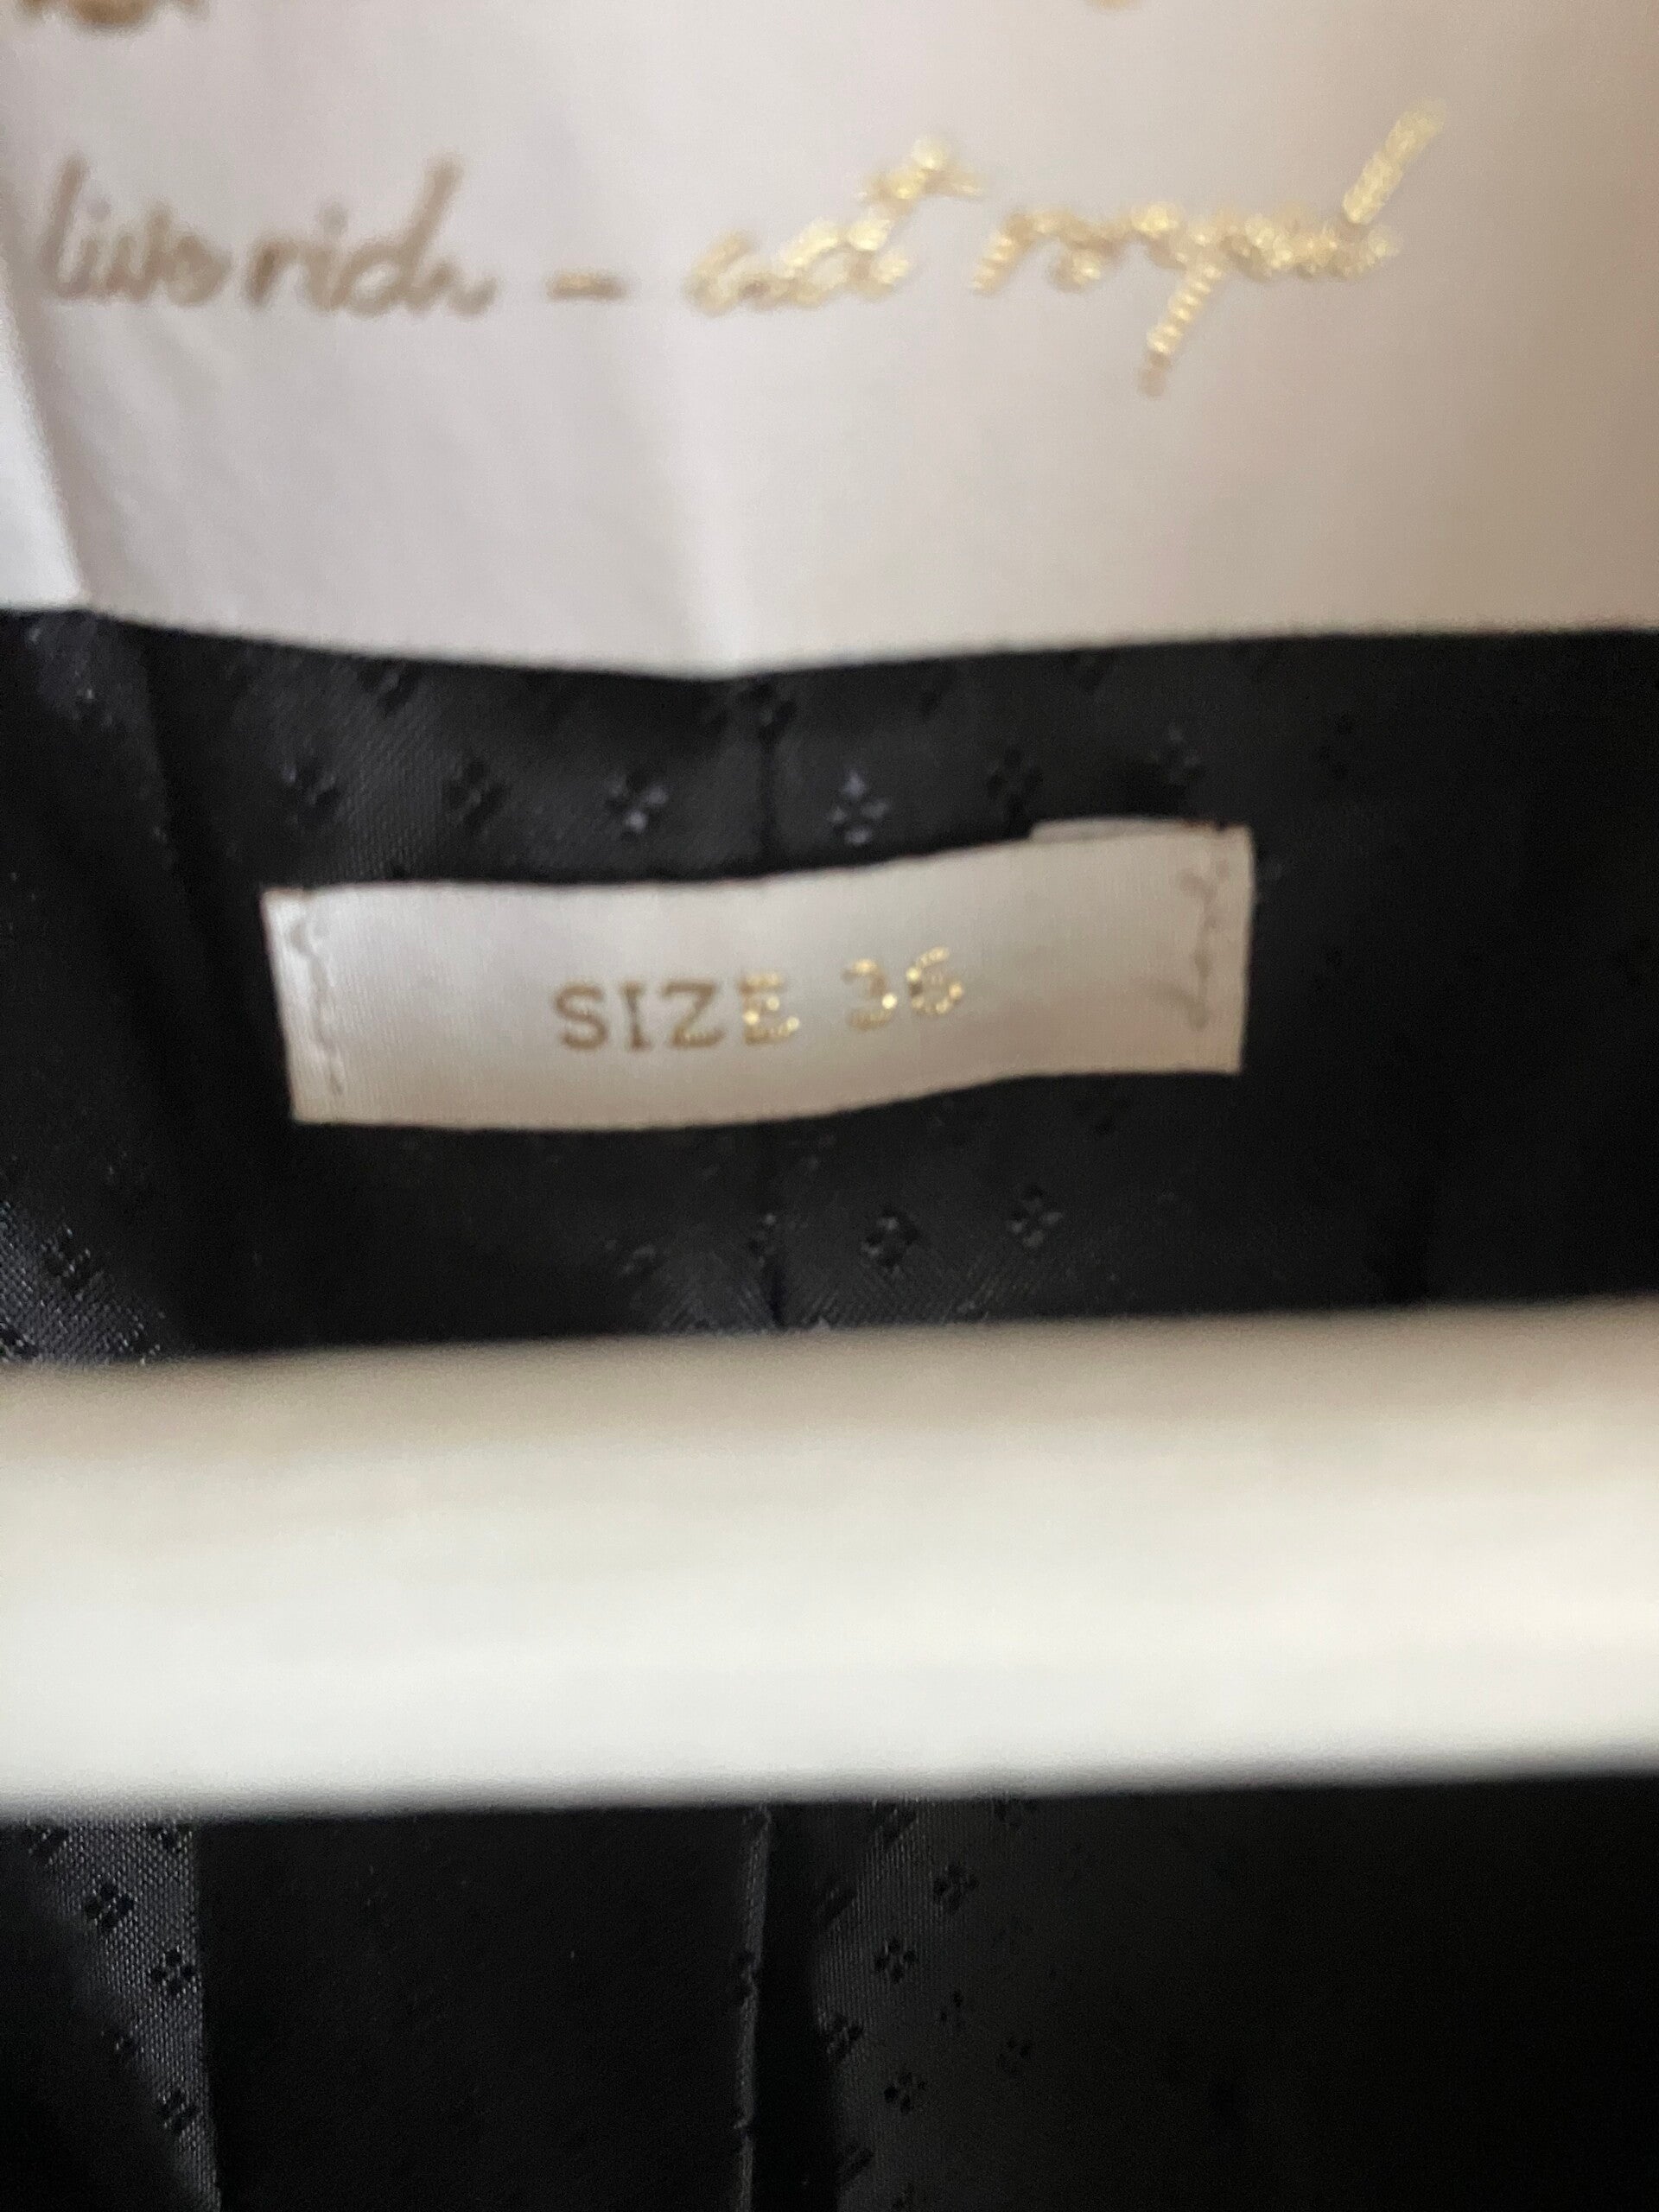 live rich - act royal
SIZE 36